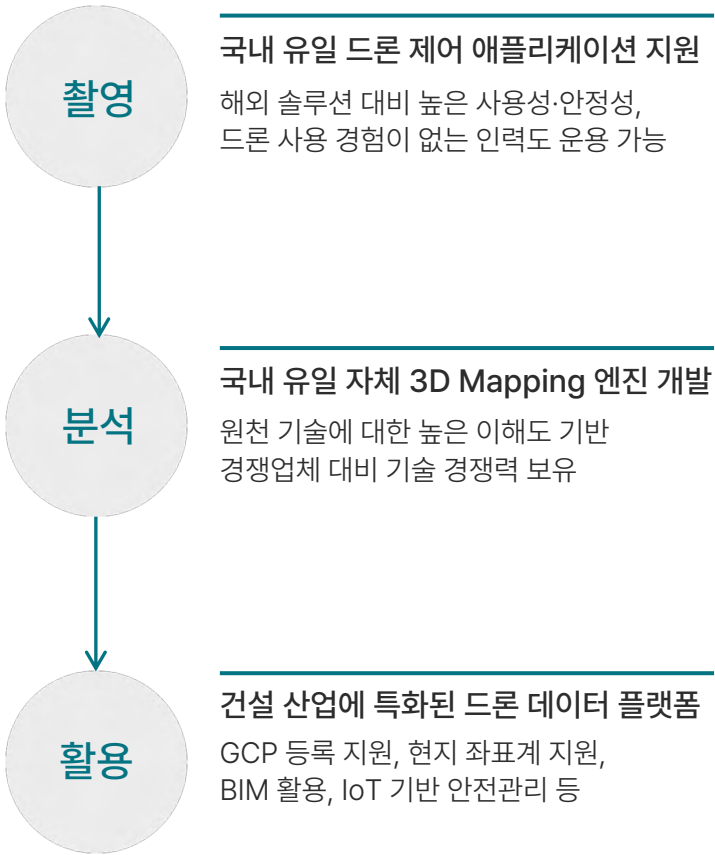 촬영
국내 유일 드론 제어 애플리케이션 지원
해외 솔루션 대비 높은 사용성·안정성,
드론 사용 경험이 없는 인력도 운용 가능
분석
국내 유일 자체 3D Mapping 엔진 개발
원천 기술에 대한 높은 이해도 기반
경쟁업체 대비 기술 경쟁력 보유
활용
건설 산업에 특화된 드론 데이터 플랫폼
GCP 등록 지원, 현지 좌표계 지원,
BIM 활용, IoT 기반 안전관리 등